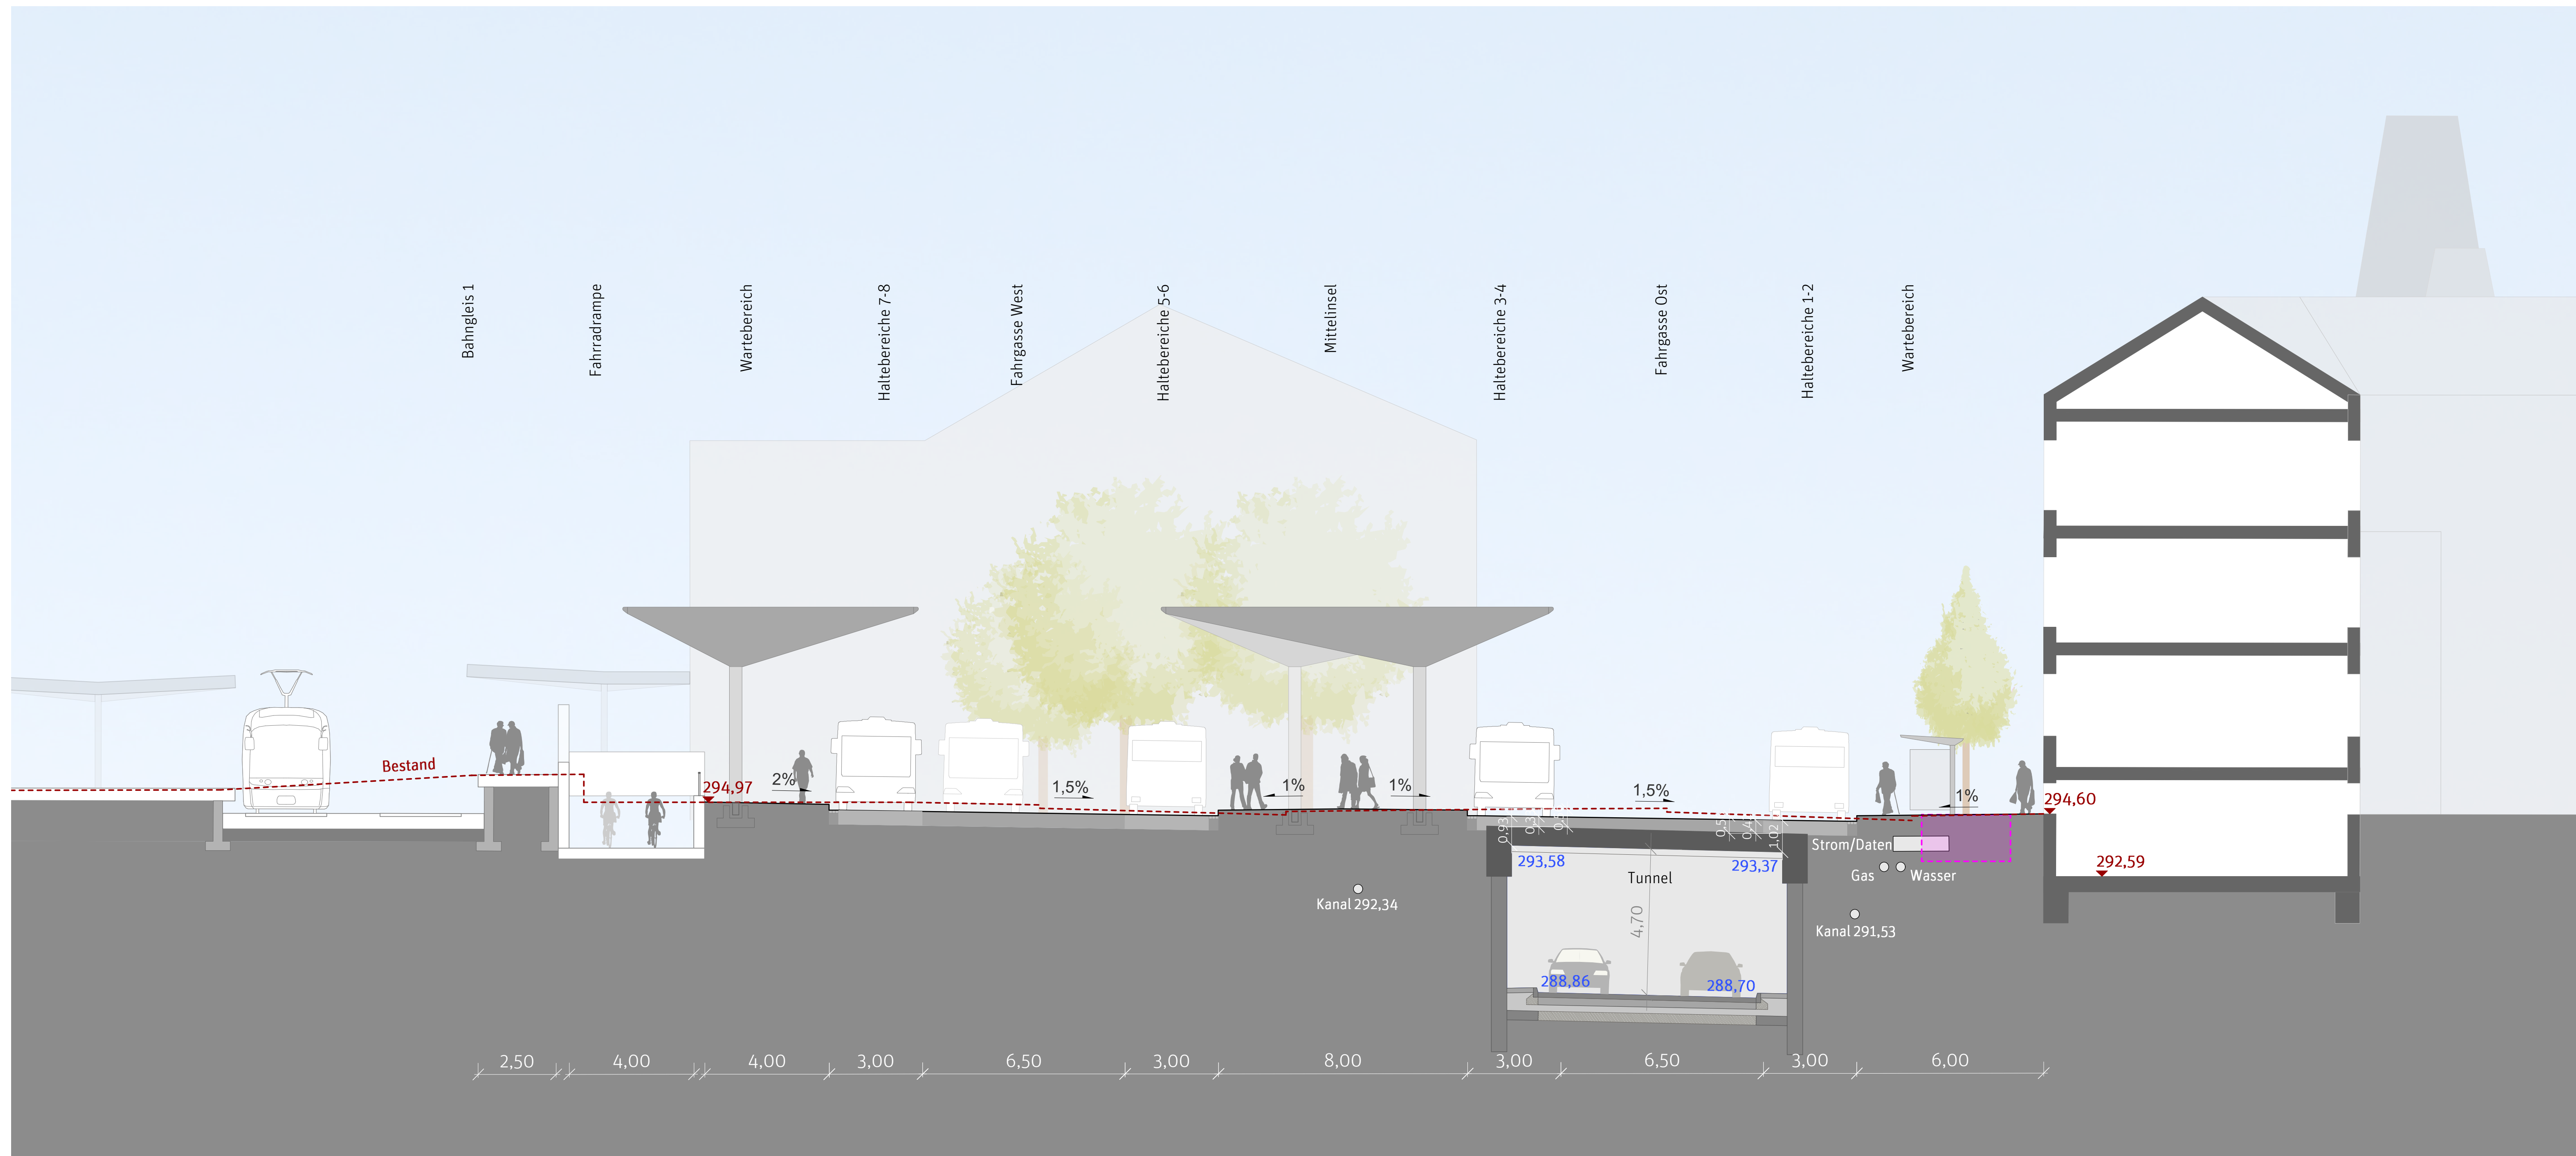 Bahngleis 1
Fahrradrampe
Wartebereich
Haltebereiche 7-8
Fahrgasse West
Haltebereiche 5-6
Mittelinsel
Haltebereiche 3-4
Fahrgasse Ost
Haltebereiche 1-2
Wartebereich
Bestand
294,97
2%
1,5%
1%
1%
1,5%
1%
294,60
0,93
1,02
Strom/Daten
293,58
293,37
292,59
Gas
Wasser
Tunnel
Kanal 292,34
4,70
Kanal 291,53
288,86
288,70
2,50
4,00
4,00
3,00
6,50
3,00
8,00
3,00
6,50
3,00
6,00